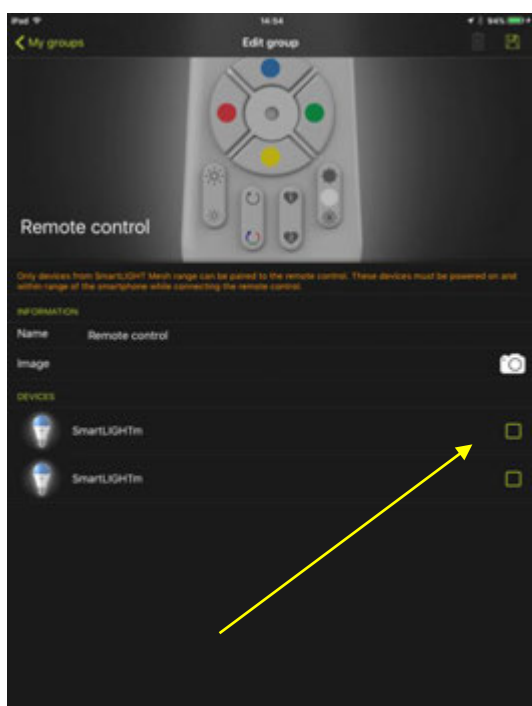 iPad 14:54 94%
My groups Edit group
Remote control
Only devices from SmartLIGHT Mesh range can be paired to the remote control. These devices must be powered on and
within range of the smartphone while connecting the remote control.
INFORMATION
Name Remote control
Image
DEVICES
SmartLIGHTm
SmartLIGHTm